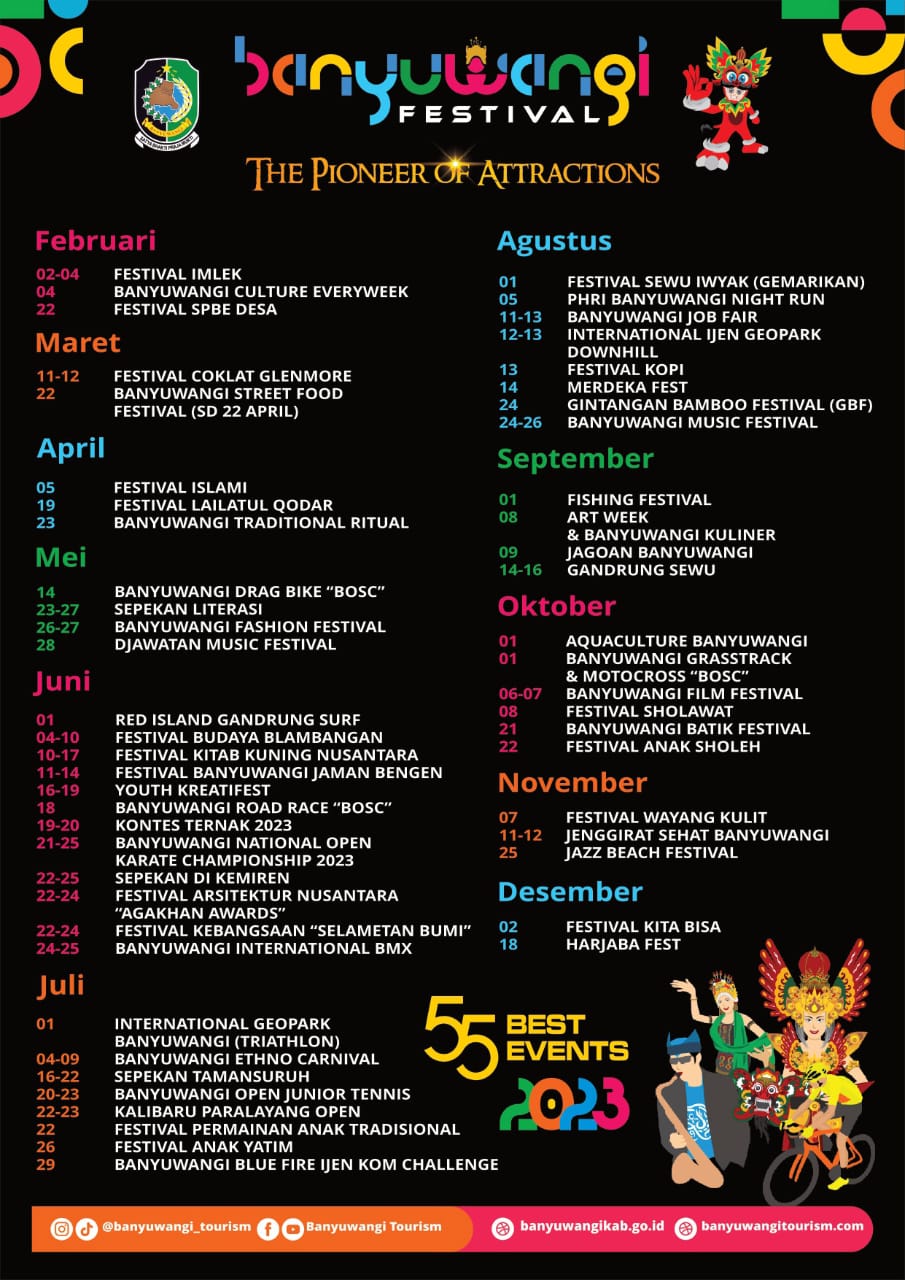 banyuwangi
FESTIVAL
THE PIONEER OF ATTRACTIONS
Februari
02-04 FESTIVAL IMLEK
04 BANYUWANGI CULTURE EVERYWEEK
22 FESTIVAL SPBE DESA
Maret
11-12 FESTIVAL COKLAT GLENMORE
22 BANYUWANGI STREET FOOD
FESTIVAL (SD 22 APRIL)
April
05 FESTIVAL ISLAMI
19 FESTIVAL LAILATUL QODAR
23 BANYUWANGI TRADITIONAL RITUAL
Mei
14 BANYUWANGI DRAG BIKE “BOSC”
23-27 SEPEKAN LITERASI
26-27 BANYUWANGI FASHION FESTIVAL
28 DJAWATAN MUSIC FESTIVAL
Juni
01 RED ISLAND GANDRUNG SURF
04-10 FESTIVAL BUDAYA BLAMBANGAN
10-17 FESTIVAL KITAB KUNING NUSANTARA
11-14 FESTIVAL BANYUWANGI JAMAN BENGEN
16-19 YOUTH KREATIFEST
18 BANYUWANGI ROAD RACE “BOSC”
19-20 KONTES TERNAK 2023
21-25 BANYUWANGI NATIONAL OPEN
KARATE CHAMPIONSHIP 2023
22-25 SEPEKAN DI KEMIREN
22-24 FESTIVAL ARSITEKTUR NUSANTARA
“AGAKHAN AWARDS”
22-24 FESTIVAL KEBANGSAAN “SELAMETAN BUMI”
24-25 BANYUWANGI INTERNATIONAL BMX
Juli
01 INTERNATIONAL GEOPARK
BANYUWANGI (TRIATHLON)
04-09 BANYUWANGI ETHNO CARNIVAL
16-22 SEPEKAN TAMANSURUH
20-23 BANYUWANGI OPEN JUNIOR TENNIS
22-23 KALIBARU PARALAYANG OPEN
22 FESTIVAL PERMAINAN ANAK TRADISIONAL
26 FESTIVAL ANAK YATIM
29 BANYUWANGI BLUE FIRE IJEN KOM CHALLENGE
Agustus
01 FESTIVAL SEWU IWYAK (GEMARIKAN)
05 PHRI BANYUWANGI NIGHT RUN
11-13 BANYUWANGI JOB FAIR
12-13 INTERNATIONAL IJEN GEOPARK
DOWNHILL
13 FESTIVAL KOPI
14 MERDEKA FEST
24 GINTANGAN BAMBOO FESTIVAL (GBF)
24-26 BANYUWANGI MUSIC FESTIVAL
September
01 FISHING FESTIVAL
08 ART WEEK
& BANYUWANGI KULINER
09 JAGOAN BANYUWANGI
14-16 GANDRUNG SEWU
Oktober
01 AQUACULTURE BANYUWANGI
01 BANYUWANGI GRASSTRACK
& MOTOCROSS “BOSC”
06-07 BANYUWANGI FILM FESTIVAL
08 FESTIVAL SHOLAWAT
21 BANYUWANGI BATIK FESTIVAL
22 FESTIVAL ANAK SHOLEH
November
07 FESTIVAL WAYANG KULIT
11-12 JENGGIRAT SEHAT BANYUWANGI
25 JAZZ BEACH FESTIVAL
Desember
02 FESTIVAL KITA BISA
18 HARJABA FEST
55 BEST
EVENTS
2023
@banyuwangi_tourism Banyuwangi Tourism banyuwangikab.go.id banyuwangitourism.com